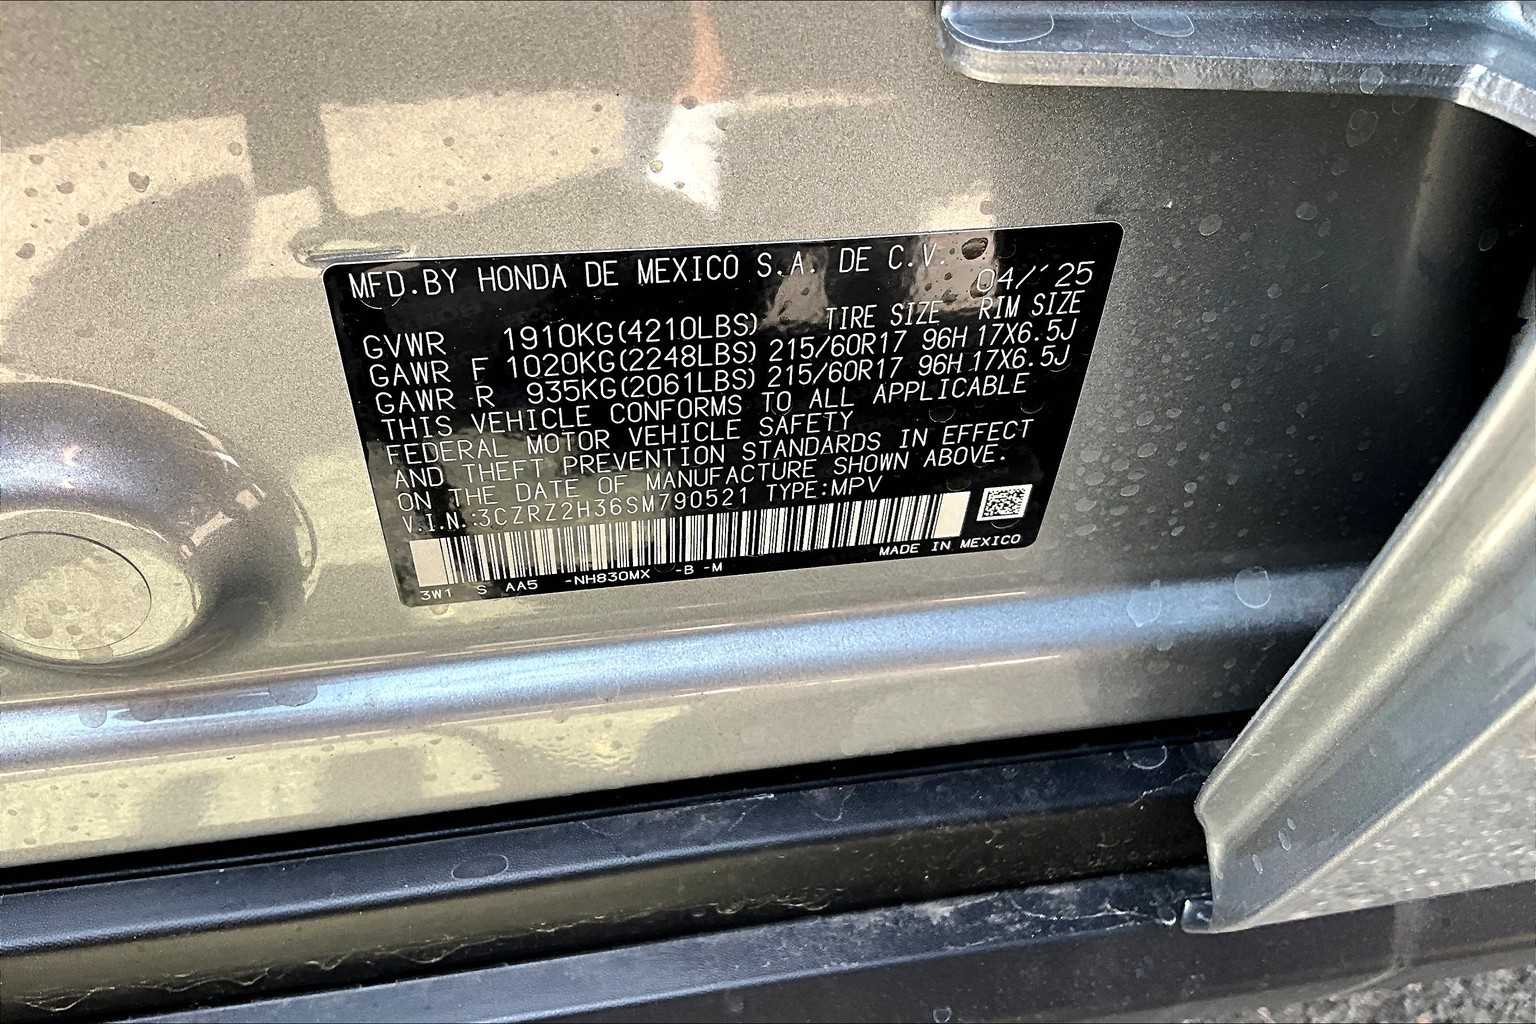 MFD.BY HONDA DE MEXICO S.A. DE C.V. 04/'25
TIRE SIZE RIM SIZE
GVWR 1910KG(4210LBS)
GAWR F 1020KG(2248LBS) 215/60R17 96H 17X6.5J
GAWR R 935KG(2061LBS) 215/60R17 96H 17X6.5J
THIS VEHICLE CONFORMS TO ALL APPLICABLE
FEDERAL MOTOR VEHICLE SAFETY
AND THEFT PREVENTION STANDARDS IN EFFECT
ON THE DATE OF MANUFACTURE SHOWN ABOVE.
V.I.N.:3CZRZ2H36SM790521 TYPE:MPV
MADE IN MEXICO
3W1 S AA5 -NH830MX -B -M